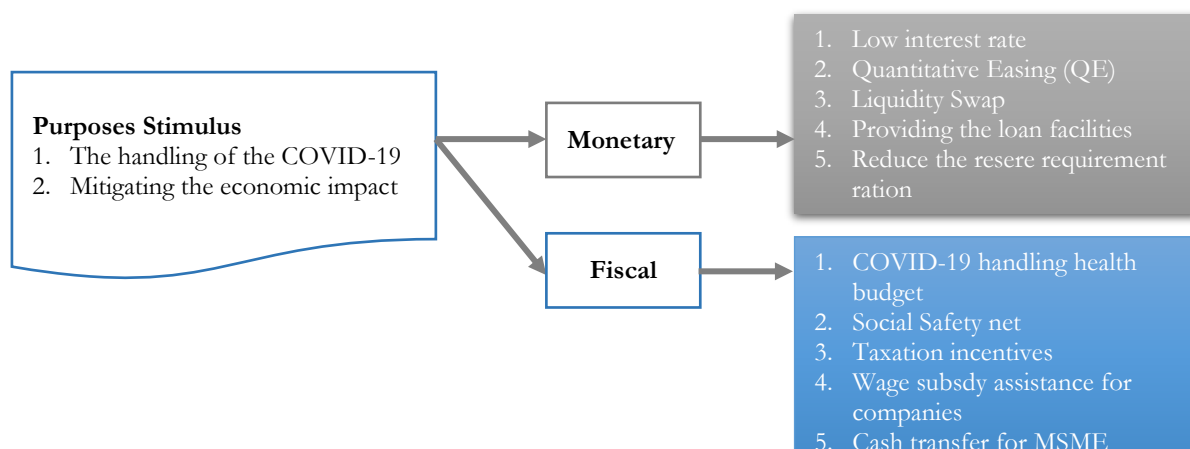 Purposes Stimulus
1. The handling of the COVID-19
2. Mitigating the economic impact
Monetary
1. Low interest rate
2. Quantitative Easing (QE)
3. Liquidity Swap
4. Providing the loan facilities
5. Reduce the resere requirement
ration
Fiscal
1. COVID-19 handling health
budget
2. Social Safety net
3. Taxation incentives
4. Wage subsdy assistance for
companies
5. Cash transfer for MSME